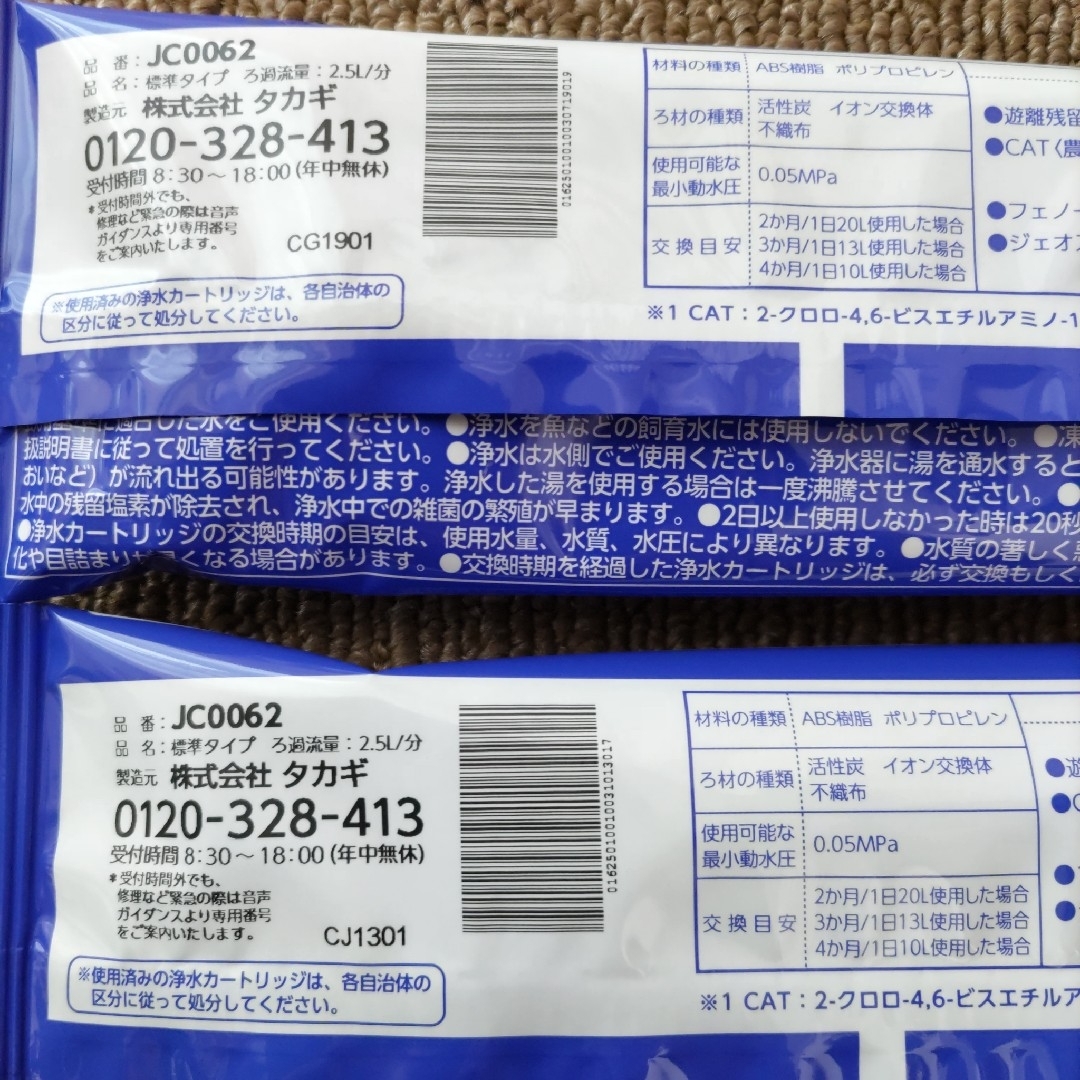 品 番：JC0062
品 名：標準タイプ ろ過流量：2.5L/分
製造元 株式会社 タカギ
0120-328-413
受付時間 8：30～18：00 (年中無休)
*受付時間外でも、
修理など緊急の際は音声
ガイダンスより専用番号
をご案内いたします。
CG1901
※使用済みの浄水カートリッジは、各自治体の
区分に従って処分してください。
01625010010030719019
材料の種類 ABS樹脂 ポリプロピレン
ろ材の種類 活性炭 イオン交換体
不織布
使用可能な
最小動水圧 0.05MPa
交換目安 2か月/1日20L使用した場合
3か月/1日13L使用した場合
4か月/1日10L使用した場合
●遊離残留
●CAT〈農
●フェノー
●ジェオス
※1 CAT：2-クロロ-4,6-ビスエチルアミノ-1
適合した水をご使用ください。 ●浄水を魚などの飼育水には使用しないでください。 ●凍
扱説明書に従って処置を行ってください。 ●浄水は水側でご使用ください。浄水器に湯を通水すると
おいなど）が流れ出る可能性があります。浄水した湯を使用する場合は一度沸騰させてください。 ●
水中の残留塩素が除去され、浄水中での雑菌の繁殖が早まります。 ●2日以上使用しなかった時は20秒
●浄水カートリッジの交換時期の目安は、使用水量、水質、水圧により異なります。 ●水質の著しく
化や目詰まりや早くなる場合があります。 ●交換時期を経過した浄水カートリッジは、必ず交換もしく
品 番：JC0062
品 名：標準タイプ ろ過流量：2.5L/分
製造元 株式会社 タカギ
0120-328-413
受付時間 8：30～18：00 (年中無休)
*受付時間外でも、
修理など緊急の際は音声
ガイダンスより専用番号
をご案内いたします。
CJ1301
※使用済みの浄水カートリッジは、各自治体の
区分に従って処分してください。
01625010010031013017
材料の種類 ABS樹脂 ポリプロピレン
ろ材の種類 活性炭 イオン交換体
不織布
使用可能な
最小動水圧 0.05MPa
交換目安 2か月/1日20L使用した場合
3か月/1日13L使用した場合
4か月/1日10L使用した場合
●遊
※1 CAT：2-クロロ-4,6-ビスエチルア